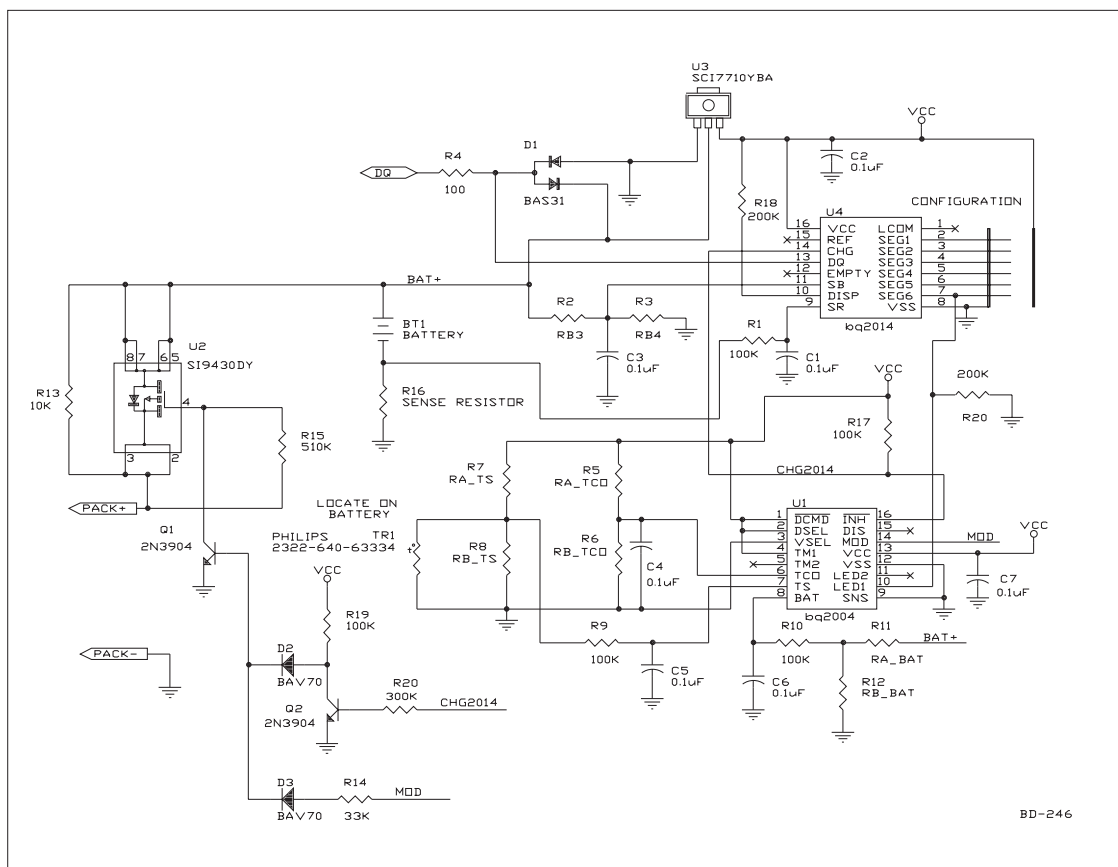 U3
SCI7710YBA
VCC
D1
BAS31
R4
100
DQ
C2
0.1uF
R18
200K
CONFIGURATION
U4
16 VCC LCOM 1
15 REF SEG1 2
14 CHG SEG2 3
13 DQ SEG3 4
12 EMPTY SEG4 5
11 SB SEG5 6
10 DISP SEG6 7
9 SR VSS 8
bq2014
BAT+
R2
RB3
R3
RB4
BT1
BATTERY
C3
0.1uF
R1
100K
C1
0.1uF
8 7 6 5
U2
SI9430DY
4
3 2
R13
10K
R15
510K
R16
SENSE RESISTOR
VCC
R17
100K
200K
R20
CHG2014
PACK+
R7
RA_TS
R5
RA_TCO
LOCATE ON
BATTERY
PHILIPS
2322-640-63334
TR1
t°
R8
RB_TS
R6
RB_TCO
C4
0.1uF
U1
1 DCMD INH 16
2 DSEL DIS 15
3 VSEL MOD 14
4 TM1 VCC 13
5 TM2 VSS 12
6 TCO LED2 11
7 TS LED1 10
8 BAT SNS 9
bq2004
MOD
VCC
C7
0.1uF
Q1
2N3904
VCC
R19
100K
R9
100K
C5
0.1uF
R10
100K
R11
RA_BAT
BAT+
C6
0.1uF
R12
RB_BAT
PACK-
D2
BAV70
Q2
2N3904
R20
300K
CHG2014
D3
BAV70
R14
33K
MOD
BD-246